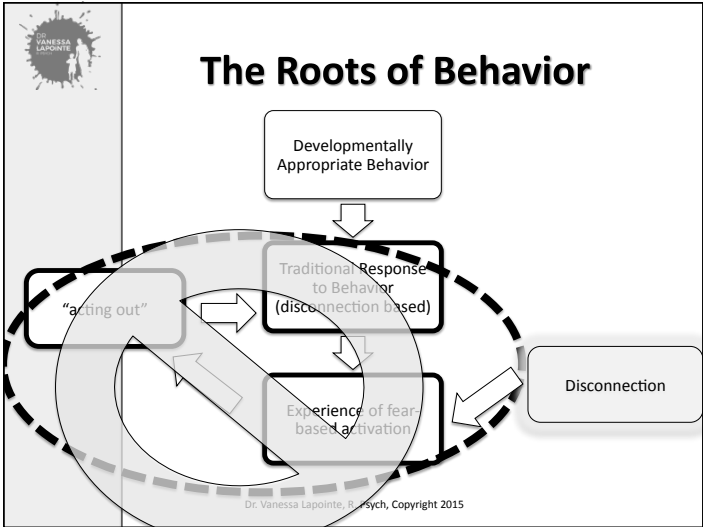 DR.
VANESSA
LAPOINTE
The Roots of Behavior
Developmentally
Appropriate Behavior
Traditional Response
to Behavior
(disconnection based)
“acting out”
Experience of fear-
based activation
Disconnection
Dr. Vanessa Lapointe, R. Psych, Copyright 2015